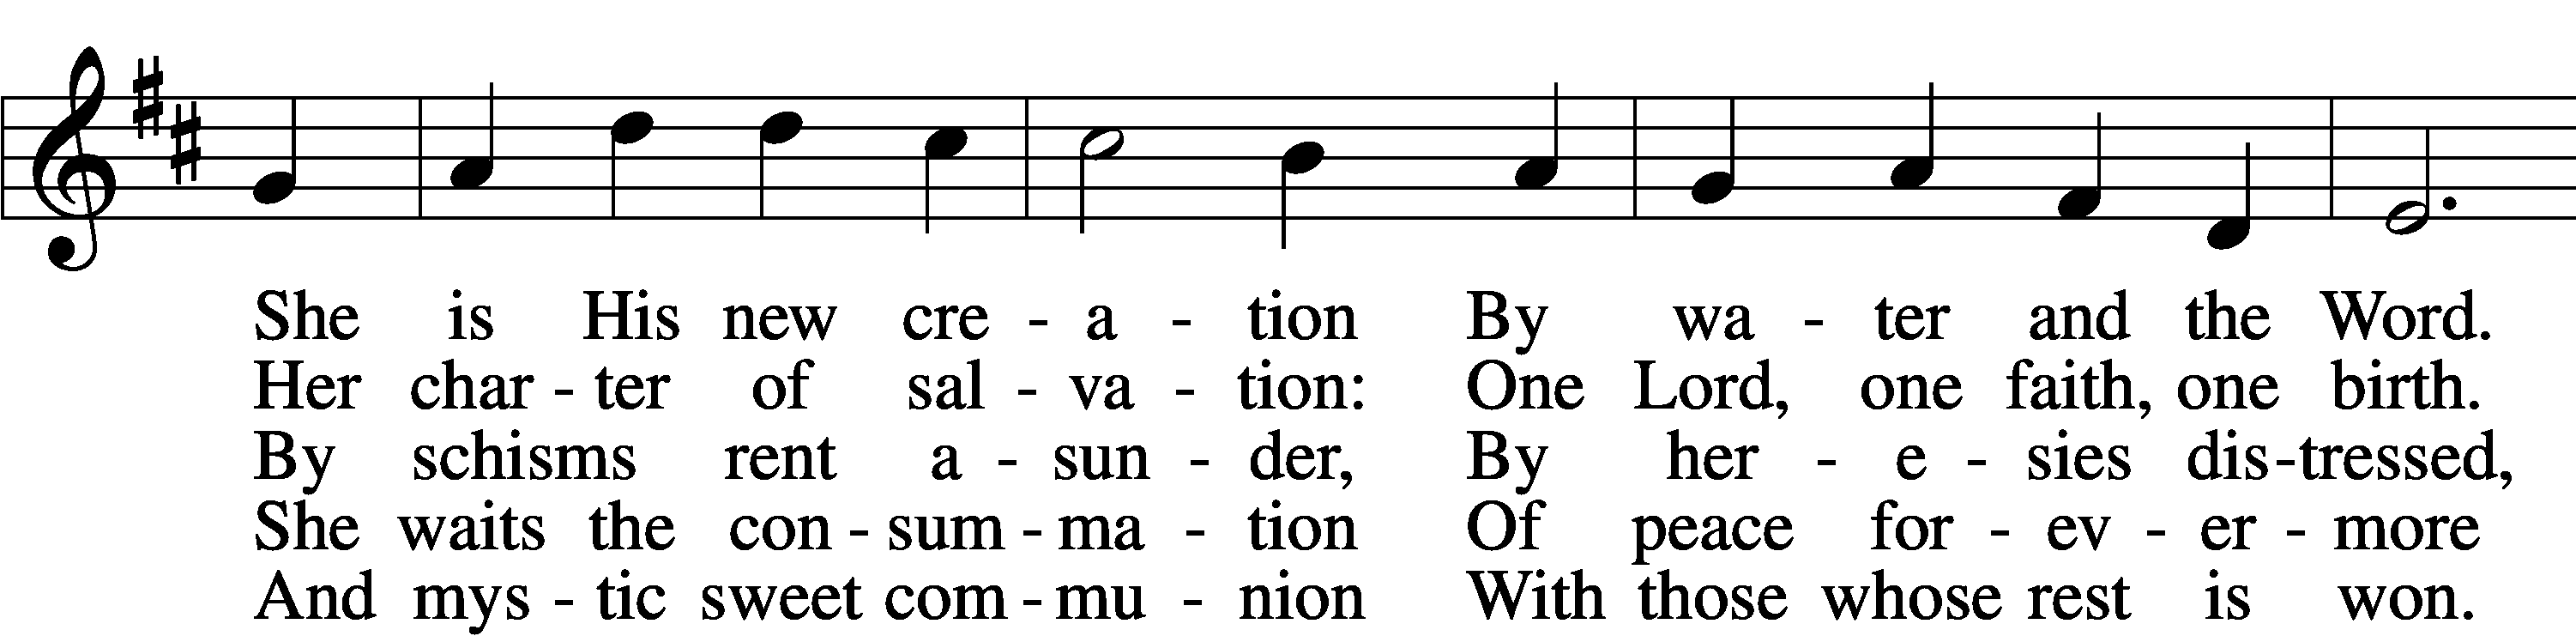 She is His new cre - a - tion By wa - ter and the Word.
Her char - ter of sal - va - tion: One Lord, one faith, one birth.
By schisms rent a - sun - der, By her - e - sies dis - tressed,
She waits the con - sum - ma - tion Of peace for - ev - er - more
And mys - tic sweet com - mu - nion With those whose rest is won.